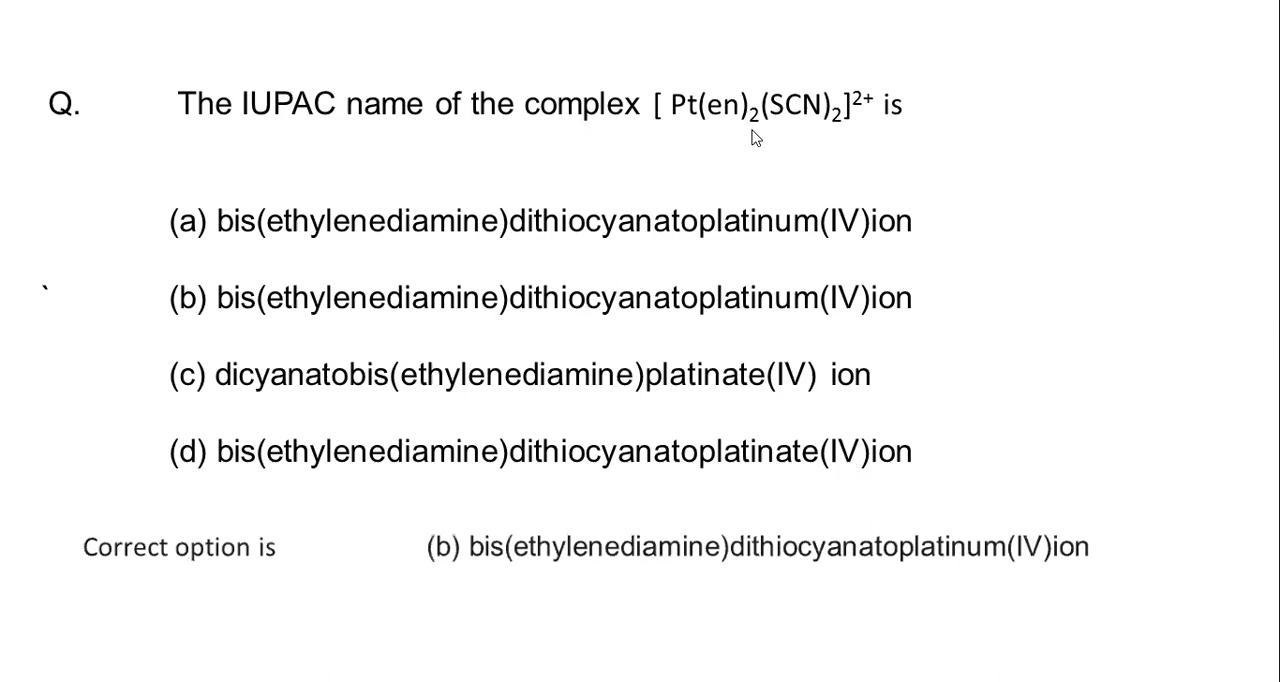 Q. The IUPAC name of the complex [ Pt(en)₂(SCN)₂]²⁺ is
(a) bis(ethylenediamine)dithiocyanatoplatinum(IV)ion
(b) bis(ethylenediamine)dithiocyanatoplatinum(IV)ion
(c) dicyanatobis(ethylenediamine)platinate(IV) ion
(d) bis(ethylenediamine)dithiocyanatoplatinate(IV)ion
Correct option is (b) bis(ethylenediamine)dithiocyanatoplatinum(IV)ion